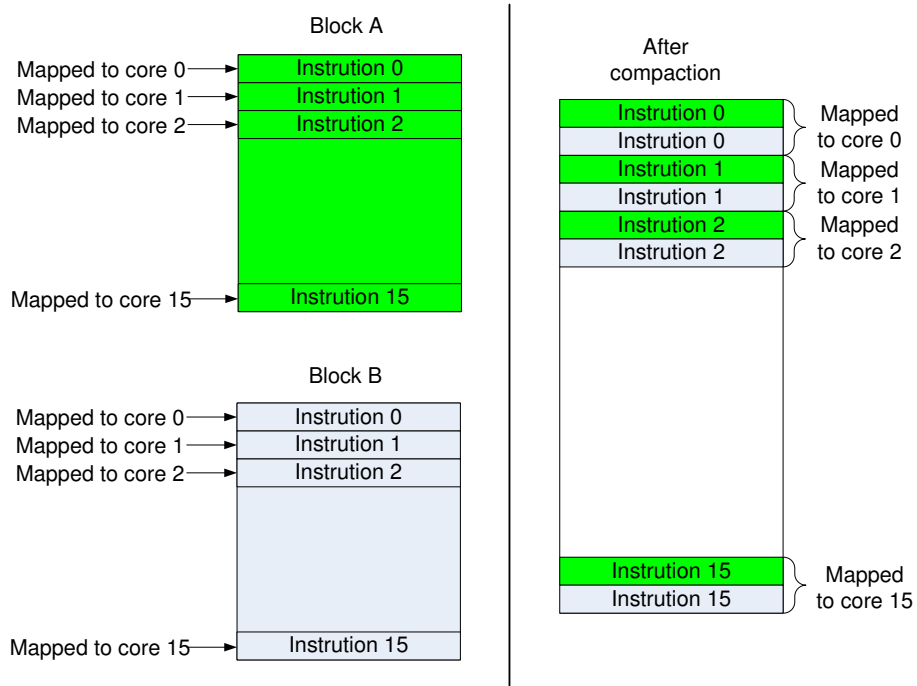 Block A
Mapped to core 0
Instrution 0
Mapped to core 1
Instrution 1
Mapped to core 2
Instrution 2
Mapped to core 15
Instrution 15
Block B
Mapped to core 0
Instrution 0
Mapped to core 1
Instrution 1
Mapped to core 2
Instrution 2
Mapped to core 15
Instrution 15
After
compaction
Instrution 0
Instrution 0
Mapped
to core 0
Instrution 1
Instrution 1
Mapped
to core 1
Instrution 2
Instrution 2
Mapped
to core 2
Instrution 15
Instrution 15
Mapped
to core 15